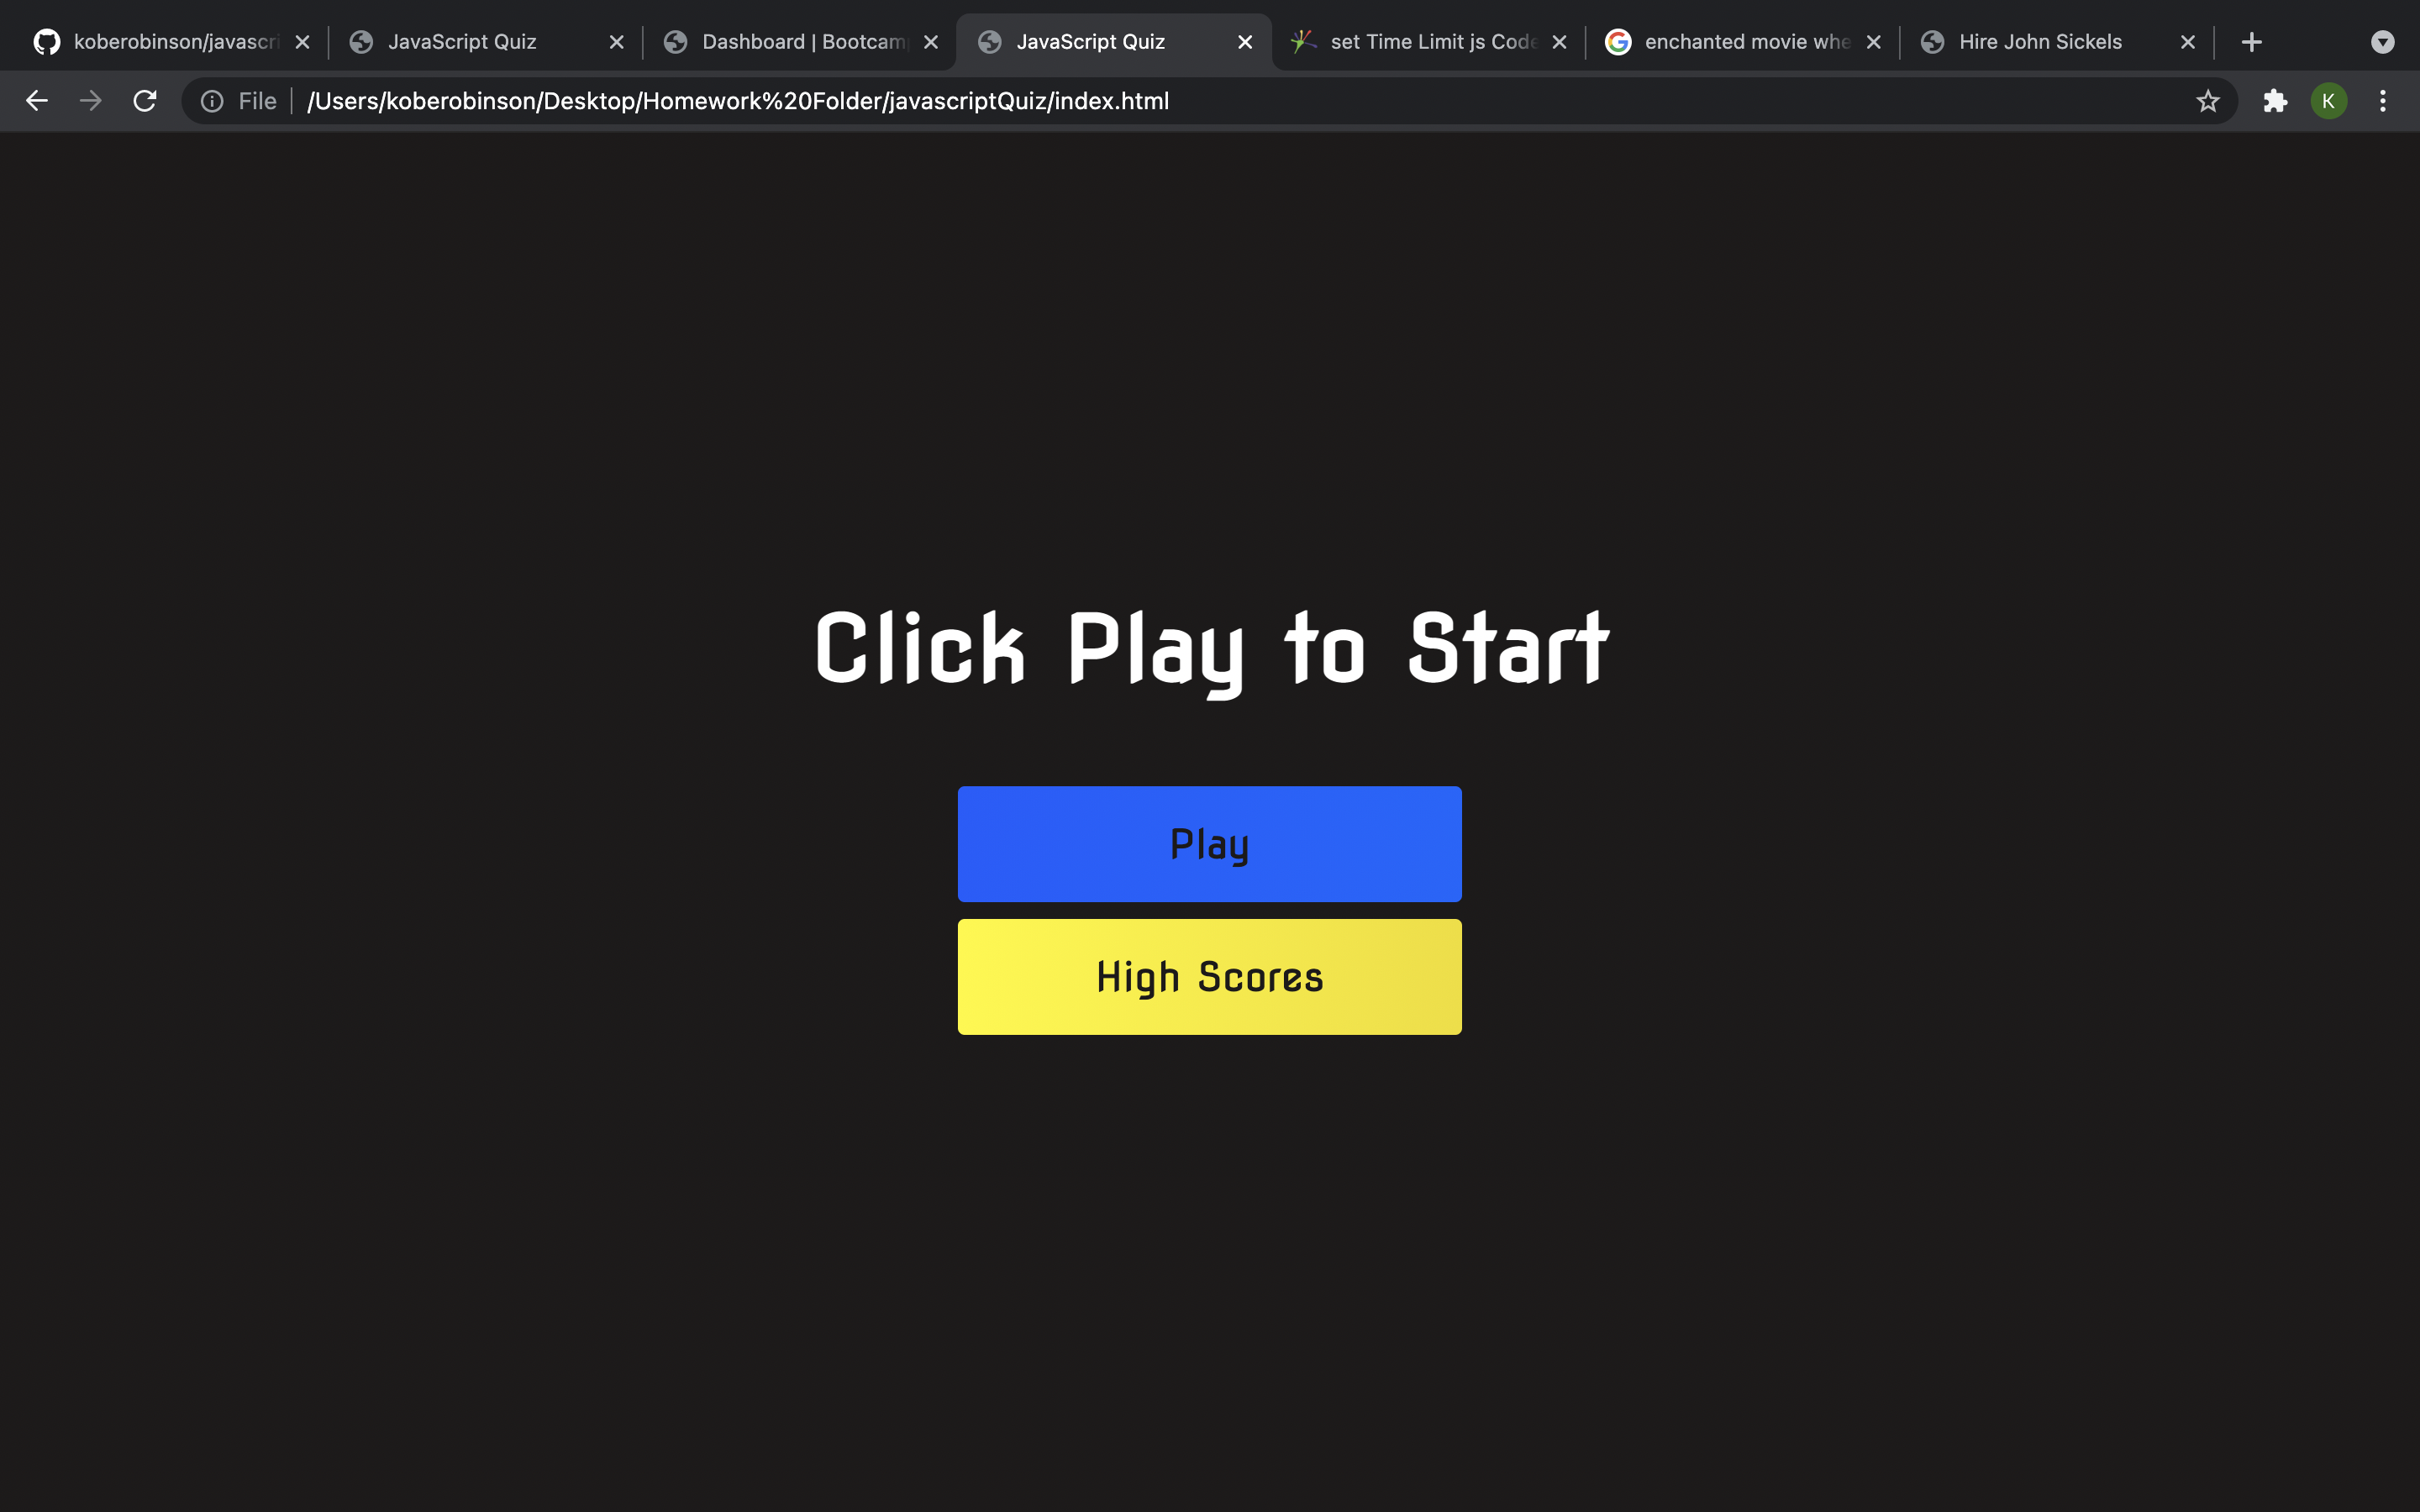 koberobinson/javascri
JavaScript Quiz
Dashboard | Bootcam
JavaScript Quiz
set Time Limit js Code
enchanted movie whe
Hire John Sickels
File
/Users/koberobinson/Desktop/Homework%20Folder/javascriptQuiz/index.html
K
Click Play to Start
Play
High Scores